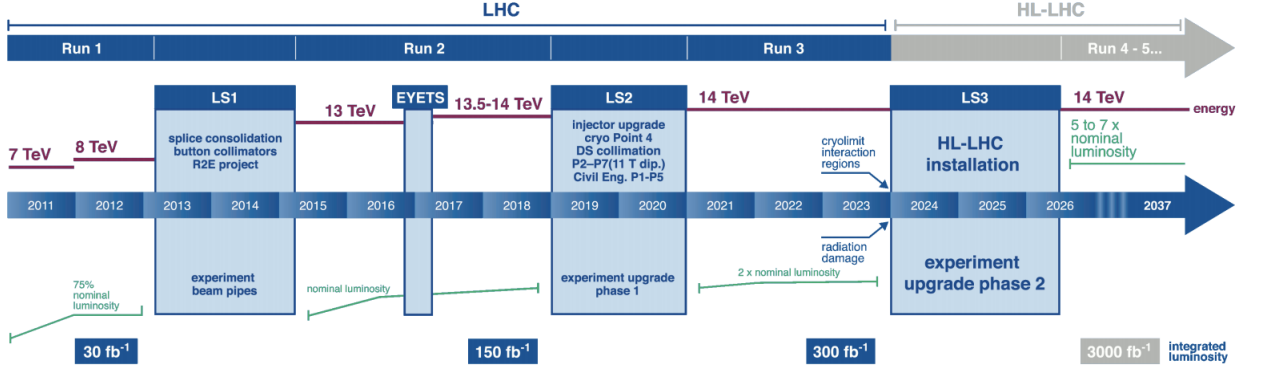 LHC
HL-LHC
Run 1
Run 2
Run 3
Run 4 - 5...
LS1
EYETS
LS2
LS3
7 TeV
8 TeV
13 TeV
13.5-14 TeV
14 TeV
14 TeV
energy
splice consolidation
button collimators
R2E project
injector upgrade
cryo Point 4
DS collimation
P2–P7(11 T dip.)
Civil Eng. P1-P5
cryolimit
interaction
regions
HL-LHC
installation
5 to 7 x
nominal
luminosity
2011
2012
2013
2014
2015
2016
2017
2018
2019
2020
2021
2022
2023
2024
2025
2026
2037
radiation
damage
75%
nominal
luminosity
experiment
beam pipes
nominal luminosity
experiment upgrade
phase 1
2 x nominal luminosity
experiment
upgrade phase 2
30 fb⁻¹
150 fb⁻¹
300 fb⁻¹
3000 fb⁻¹
integrated
luminosity